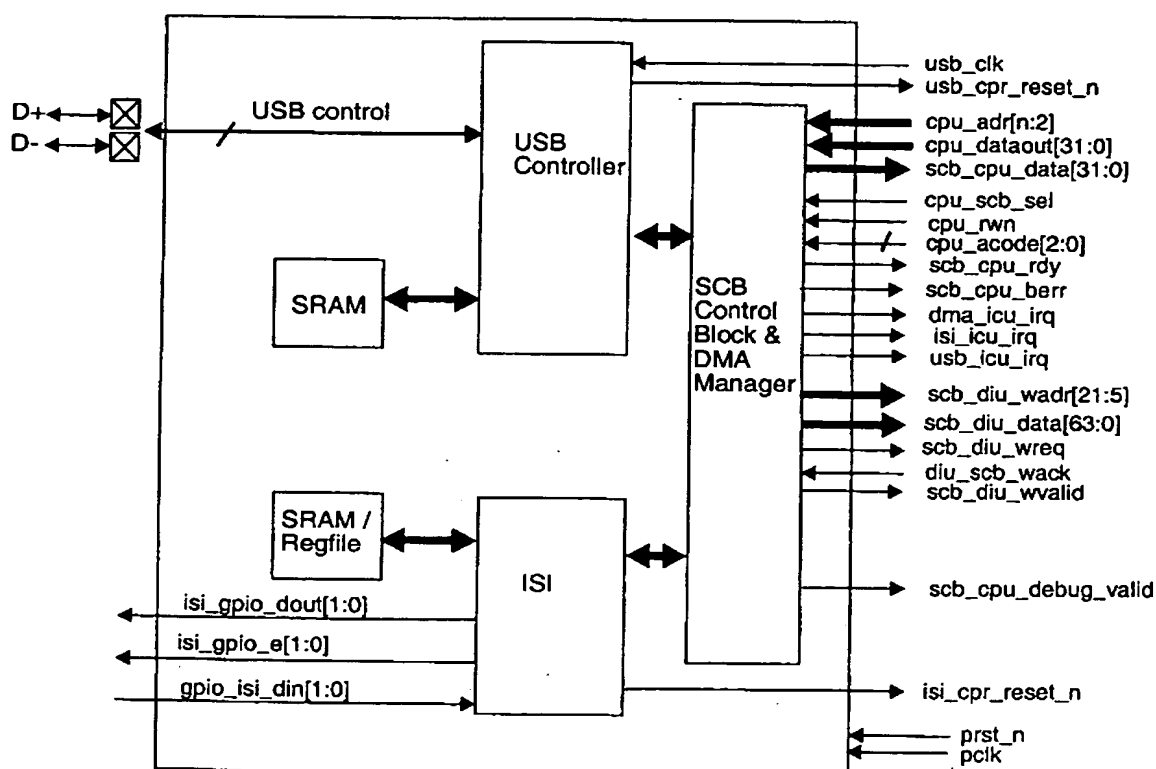 usb_clk
usb_cpr_reset_n
D+
D-
USB control
USB
Controller
cpu_adr[n:2]
cpu_dataout[31:0]
scb_cpu_data[31:0]
cpu_scb_sel
cpu_rwn
cpu_acode[2:0]
scb_cpu_rdy
scb_cpu_berr
dma_icu_irq
isi_icu_irq
usb_icu_irq
SRAM
SCB
Control
Block &
DMA
Manager
scb_diu_wadr[21:5]
scb_diu_data[63:0]
scb_diu_wreq
diu_scb_wack
scb_diu_wvalid
SRAM /
Regfile
ISI
scb_cpu_debug_valid
isi_gpio_dout[1:0]
isi_gpio_e[1:0]
gpio_isi_din[1:0]
isi_cpr_reset_n
prst_n
pclk